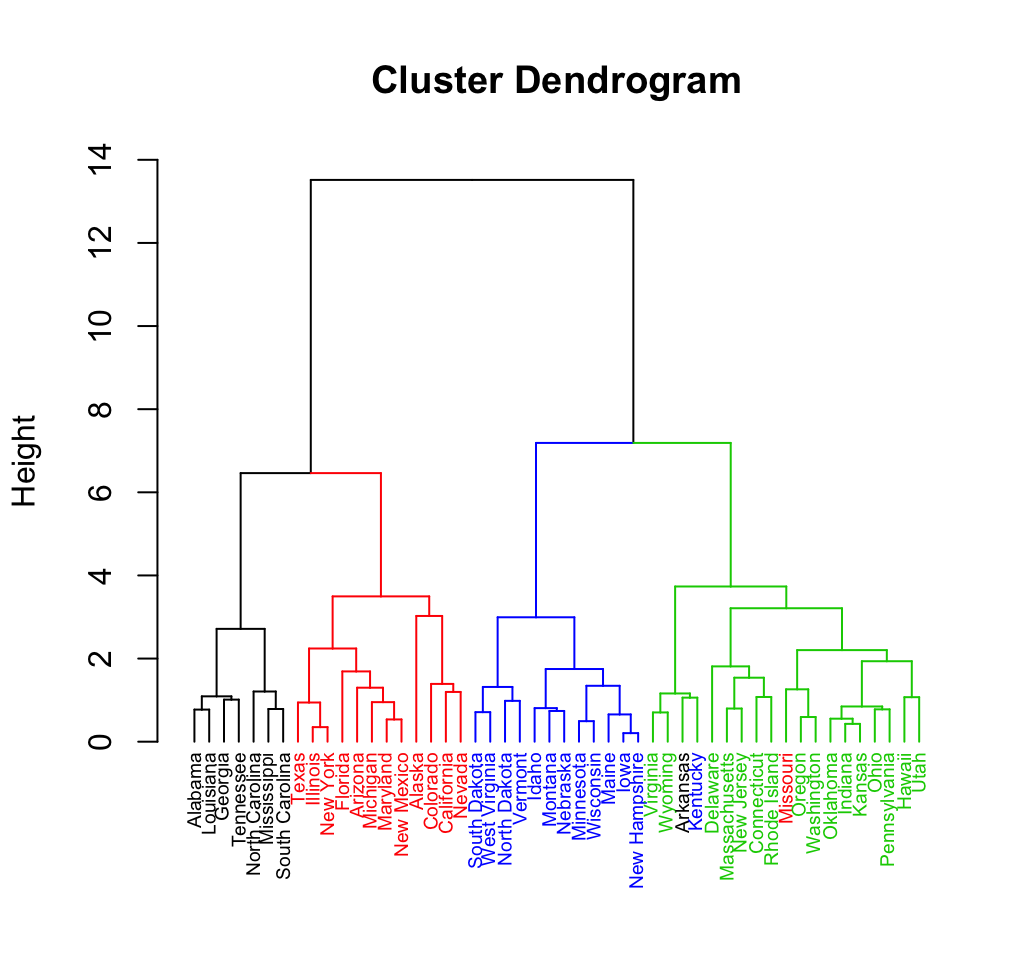 Cluster Dendrogram
Height
14
12
10
8
6
4
2
0
Alabama
Louisiana
Georgia
Tennessee
North Carolina
Mississippi
South Carolina
Texas
Illinois
New York
Florida
Arizona
Michigan
Maryland
New Mexico
Alaska
Colorado
California
Nevada
South Dakota
West Virginia
North Dakota
Vermont
Idaho
Montana
Nebraska
Minnesota
Wisconsin
Maine
Iowa
New Hampshire
Virginia
Wyoming
Arkansas
Kentucky
Delaware
Massachusetts
New Jersey
Connecticut
Rhode Island
Missouri
Oregon
Washington
Oklahoma
Indiana
Kansas
Ohio
Pennsylvania
Hawaii
Utah